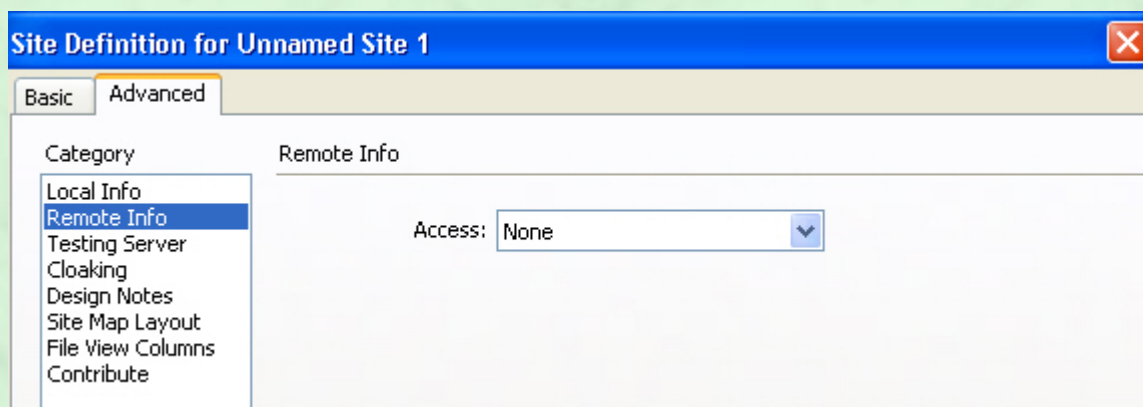 Site Definition for Unnamed Site 1
Basic Advanced
Category Remote Info
Local Info
Remote Info
Access: None
Testing Server
Cloaking
Design Notes
Site Map Layout
File View Columns
Contribute